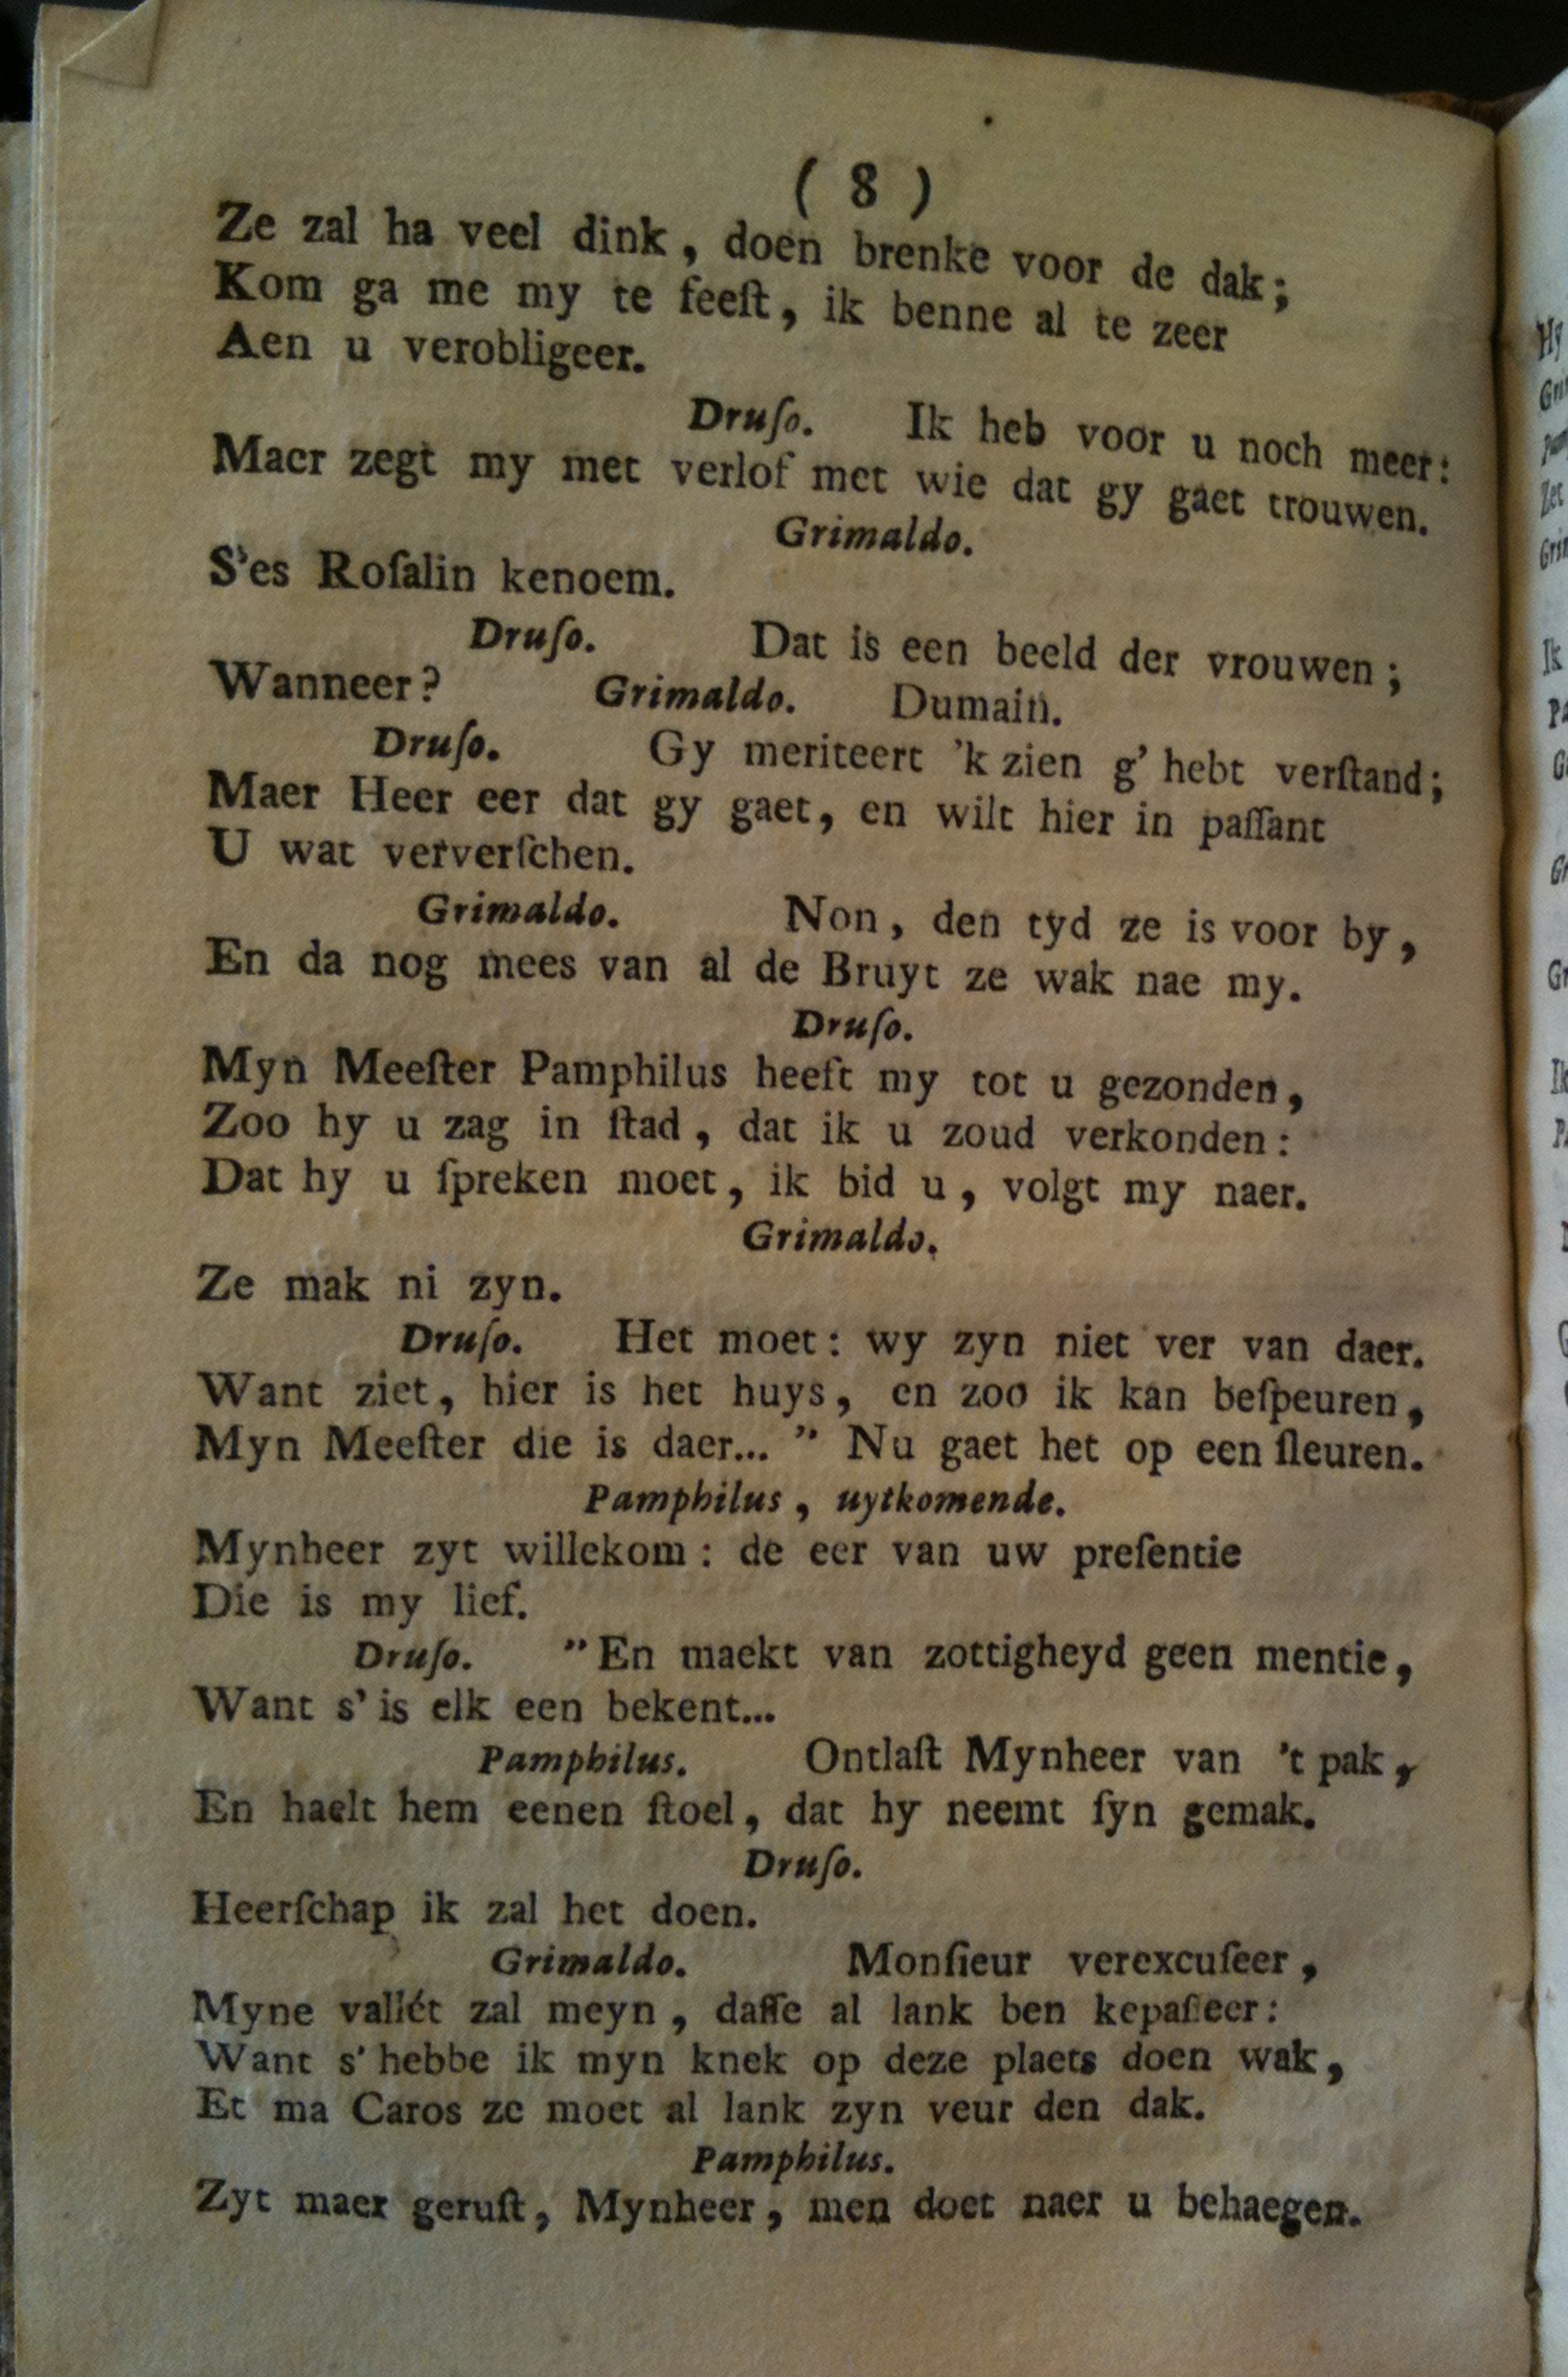 ( 8 )
Ze zal ha veel dink, doen brenke voor de dak;
Kom ga me my te feeſt, ik benne al te zeer
Aen u verobligeer.
Druſo. Ik heb voor u noch meer:
Maer zegt my met verlof met wie dat gy gaet trouwen.
Grimaldo.
S'es Roſalin kenoem.
Druſo. Dat is een beeld der vrouwen;
Wanneer? Grimaldo. Dumain.
Druſo. Gy meriteert 'k zien g' hebt verſtand;
Maer Heer eer dat gy gaet, en wilt hier in paſſant
U wat ververſchen.
Grimaldo. Non, den tyd ze is voor by,
En da nog mees van al de Bruyt ze wak nae my.
Druſo.
Myn Meeſter Pamphilus heeft my tot u gezonden,
Zoo hy u zag in ſtad, dat ik u zoud verkonden:
Dat hy u ſpreken moet, ik bid u, volgt my naer.
Grimaldo.
Ze mak ni zyn.
Druſo. Het moet: wy zyn niet ver van daer.
Want ziet, hier is het huys, en zoo ik kan beſpeuren,
Myn Meeſter die is daer... " Nu gaet het op een ſleuren.
Pamphilus, uytkomende.
Mynheer zyt willekom: de eer van uw preſentie
Die is my lief.
Druſo. "En maekt van zottigheyd geen mentie,
Want s' is elk een bekent...
Pamphilus. Ontlaſt Mynheer van 't pak,
En haelt hem eenen ſtoel, dat hy neemt ſyn gemak.
Druſo.
Heerſchap ik zal het doen.
Grimaldo. Monſieur verexcuſeer,
Myne vallét zal meyn, daſſe al lank ben kepaſſeer:
Want s' hebbe ik myn knek op deze plaets doen wak,
Et ma Caros ze moet al lank zyn veur den dak.
Pamphilus.
Zyt maer geruſt, Mynheer, men doet naer u behaegen.